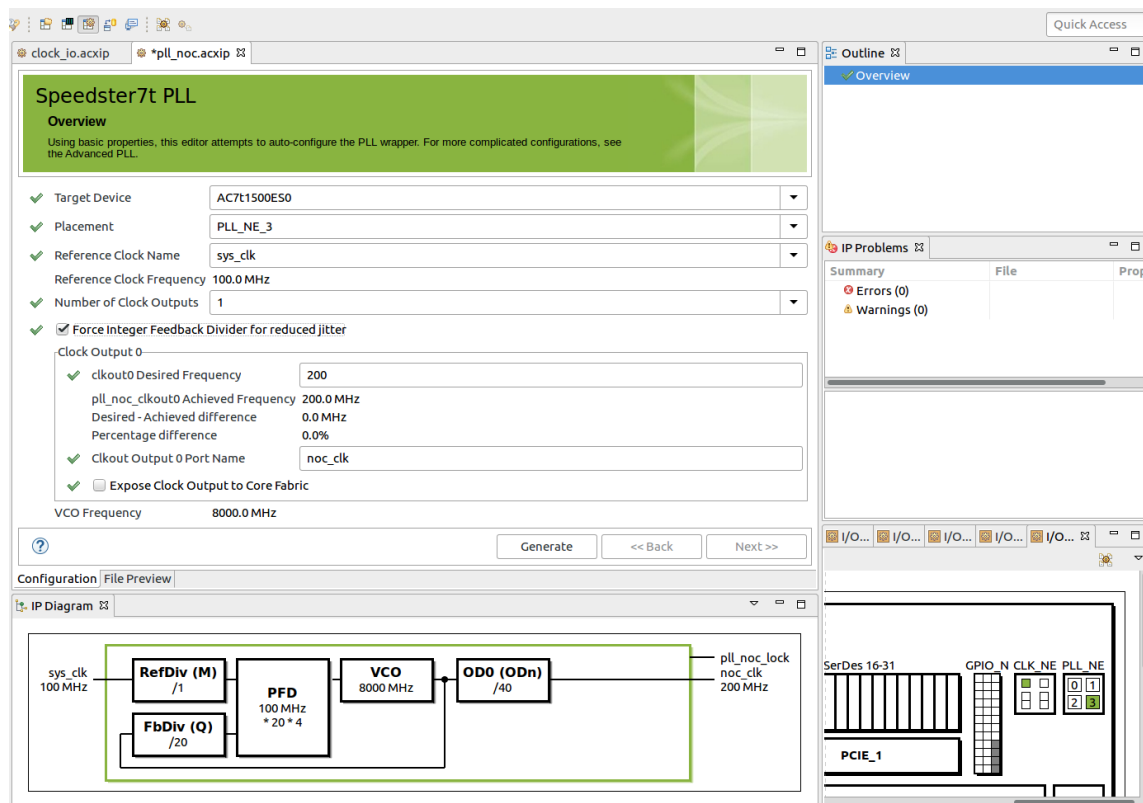 Quick Access
clock_io.acxip
*pll_noc.acxip
Speedster7t PLL
Overview
Using basic properties, this editor attempts to auto-configure the PLL wrapper. For more complicated configurations, see
the Advanced PLL.
Target Device AC7t1500ES0
Placement PLL_NE_3
Reference Clock Name sys_clk
Reference Clock Frequency 100.0 MHz
Number of Clock Outputs 1
Force Integer Feedback Divider for reduced jitter
Clock Output 0
clkout0 Desired Frequency 200
pll_noc_clkout0 Achieved Frequency 200.0 MHz
Desired - Achieved difference 0.0 MHz
Percentage difference 0.0%
Clkout Output 0 Port Name noc_clk
Expose Clock Output to Core Fabric
VCO Frequency 8000.0 MHz
? Generate << Back Next >>
Configuration File Preview
Outline
Overview
IP Problems
Summary File Prop
Errors (0)
Warnings (0)
IP Diagram
sys_clk
100 MHz
RefDiv (M)
/1
FbDiv (Q)
/20
PFD
100 MHz
* 20 * 4
VCO
8000 MHz
OD0 (ODn)
/40
pll_noc_lock
noc_clk
200 MHz
I/O... I/O... I/O... I/O... I/O...
SerDes 16-31 GPIO_N CLK_NE PLL_NE
0 1
2 3
PCIE_1